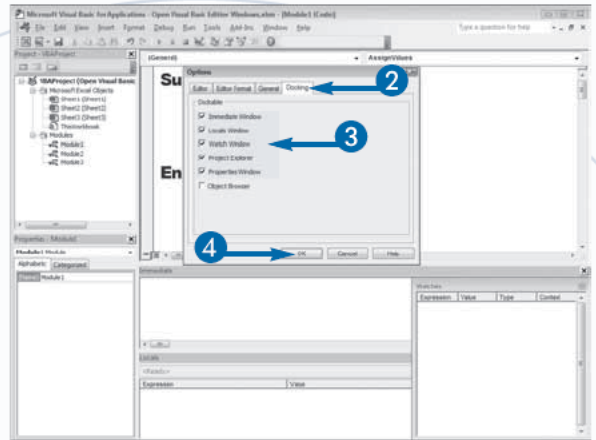 Microsoft Visual Basic for Applications - Open Visual Basic Editor Windows.xlsm - [Module1 (Code)]
File Edit View Insert Format Debug Run Tools Add-Ins Window Help
Type a question for help
Project - VBAProject
(General)
AssignValues
VBAProject (Open Visual Basic
Microsoft Excel Objects
Sheet1 (Sheet1)
Sheet2 (Sheet2)
Sheet3 (Sheet3)
ThisWorkbook
Modules
Module1
Module2
Module3
Su
En
Options
Editor Editor Format General Docking
2
Dockable
Immediate Window
Locals Window
Watch Window
3
Project Explorer
Properties Window
Object Browser
4
OK Cancel Help
Properties - Module1
Module1 Module
Alphabetic Categorized
(Name) Module1
Immediate
Locals
<Ready>
Expression Value
Watches
Expression Value Type Context